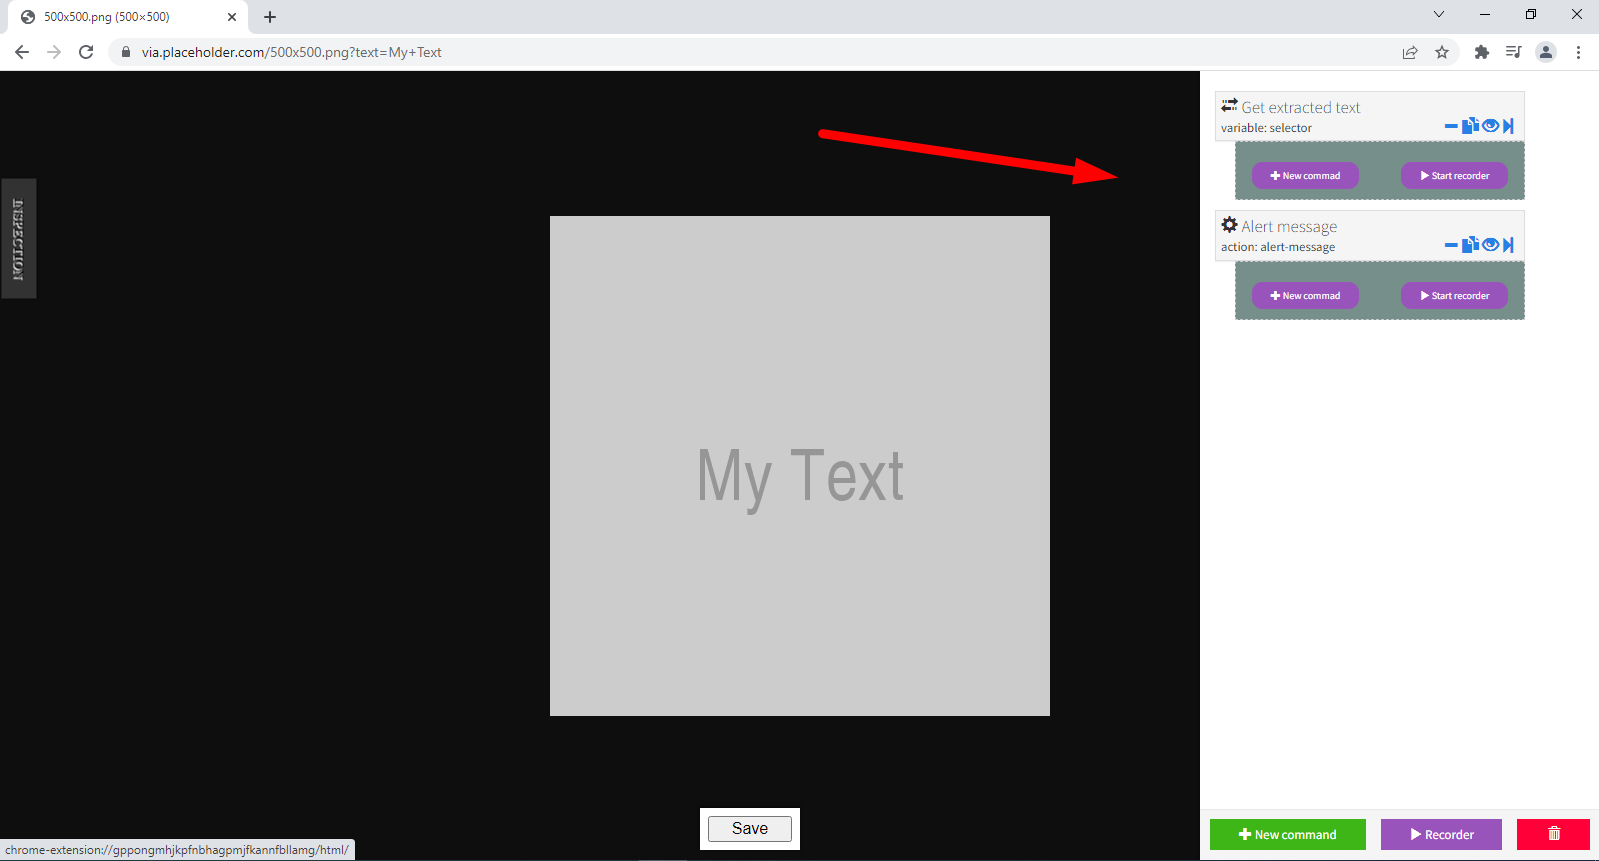 500x500.png (500×500)
via.placeholder.com/500x500.png?text=My+Text
INSPECTION
My Text
Save
chrome-extension://gppongmhjkpfnbhagpmjfkannfbllamg/html/
Get extracted text
variable: selector
New commad
Start recorder
Alert message
action: alert-message
New commad
Start recorder
New command
Recorder